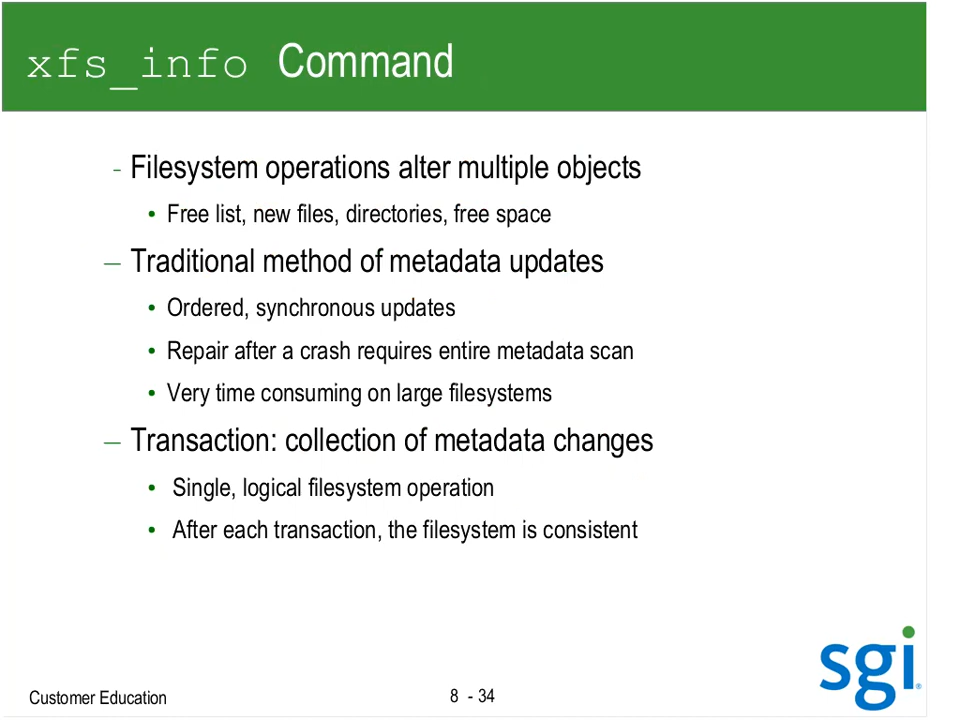 xfs_info Command
- Filesystem operations alter multiple objects
• Free list, new files, directories, free space
– Traditional method of metadata updates
• Ordered, synchronous updates
• Repair after a crash requires entire metadata scan
• Very time consuming on large filesystems
– Transaction: collection of metadata changes
• Single, logical filesystem operation
• After each transaction, the filesystem is consistent
Customer Education
8 - 34
sgi®